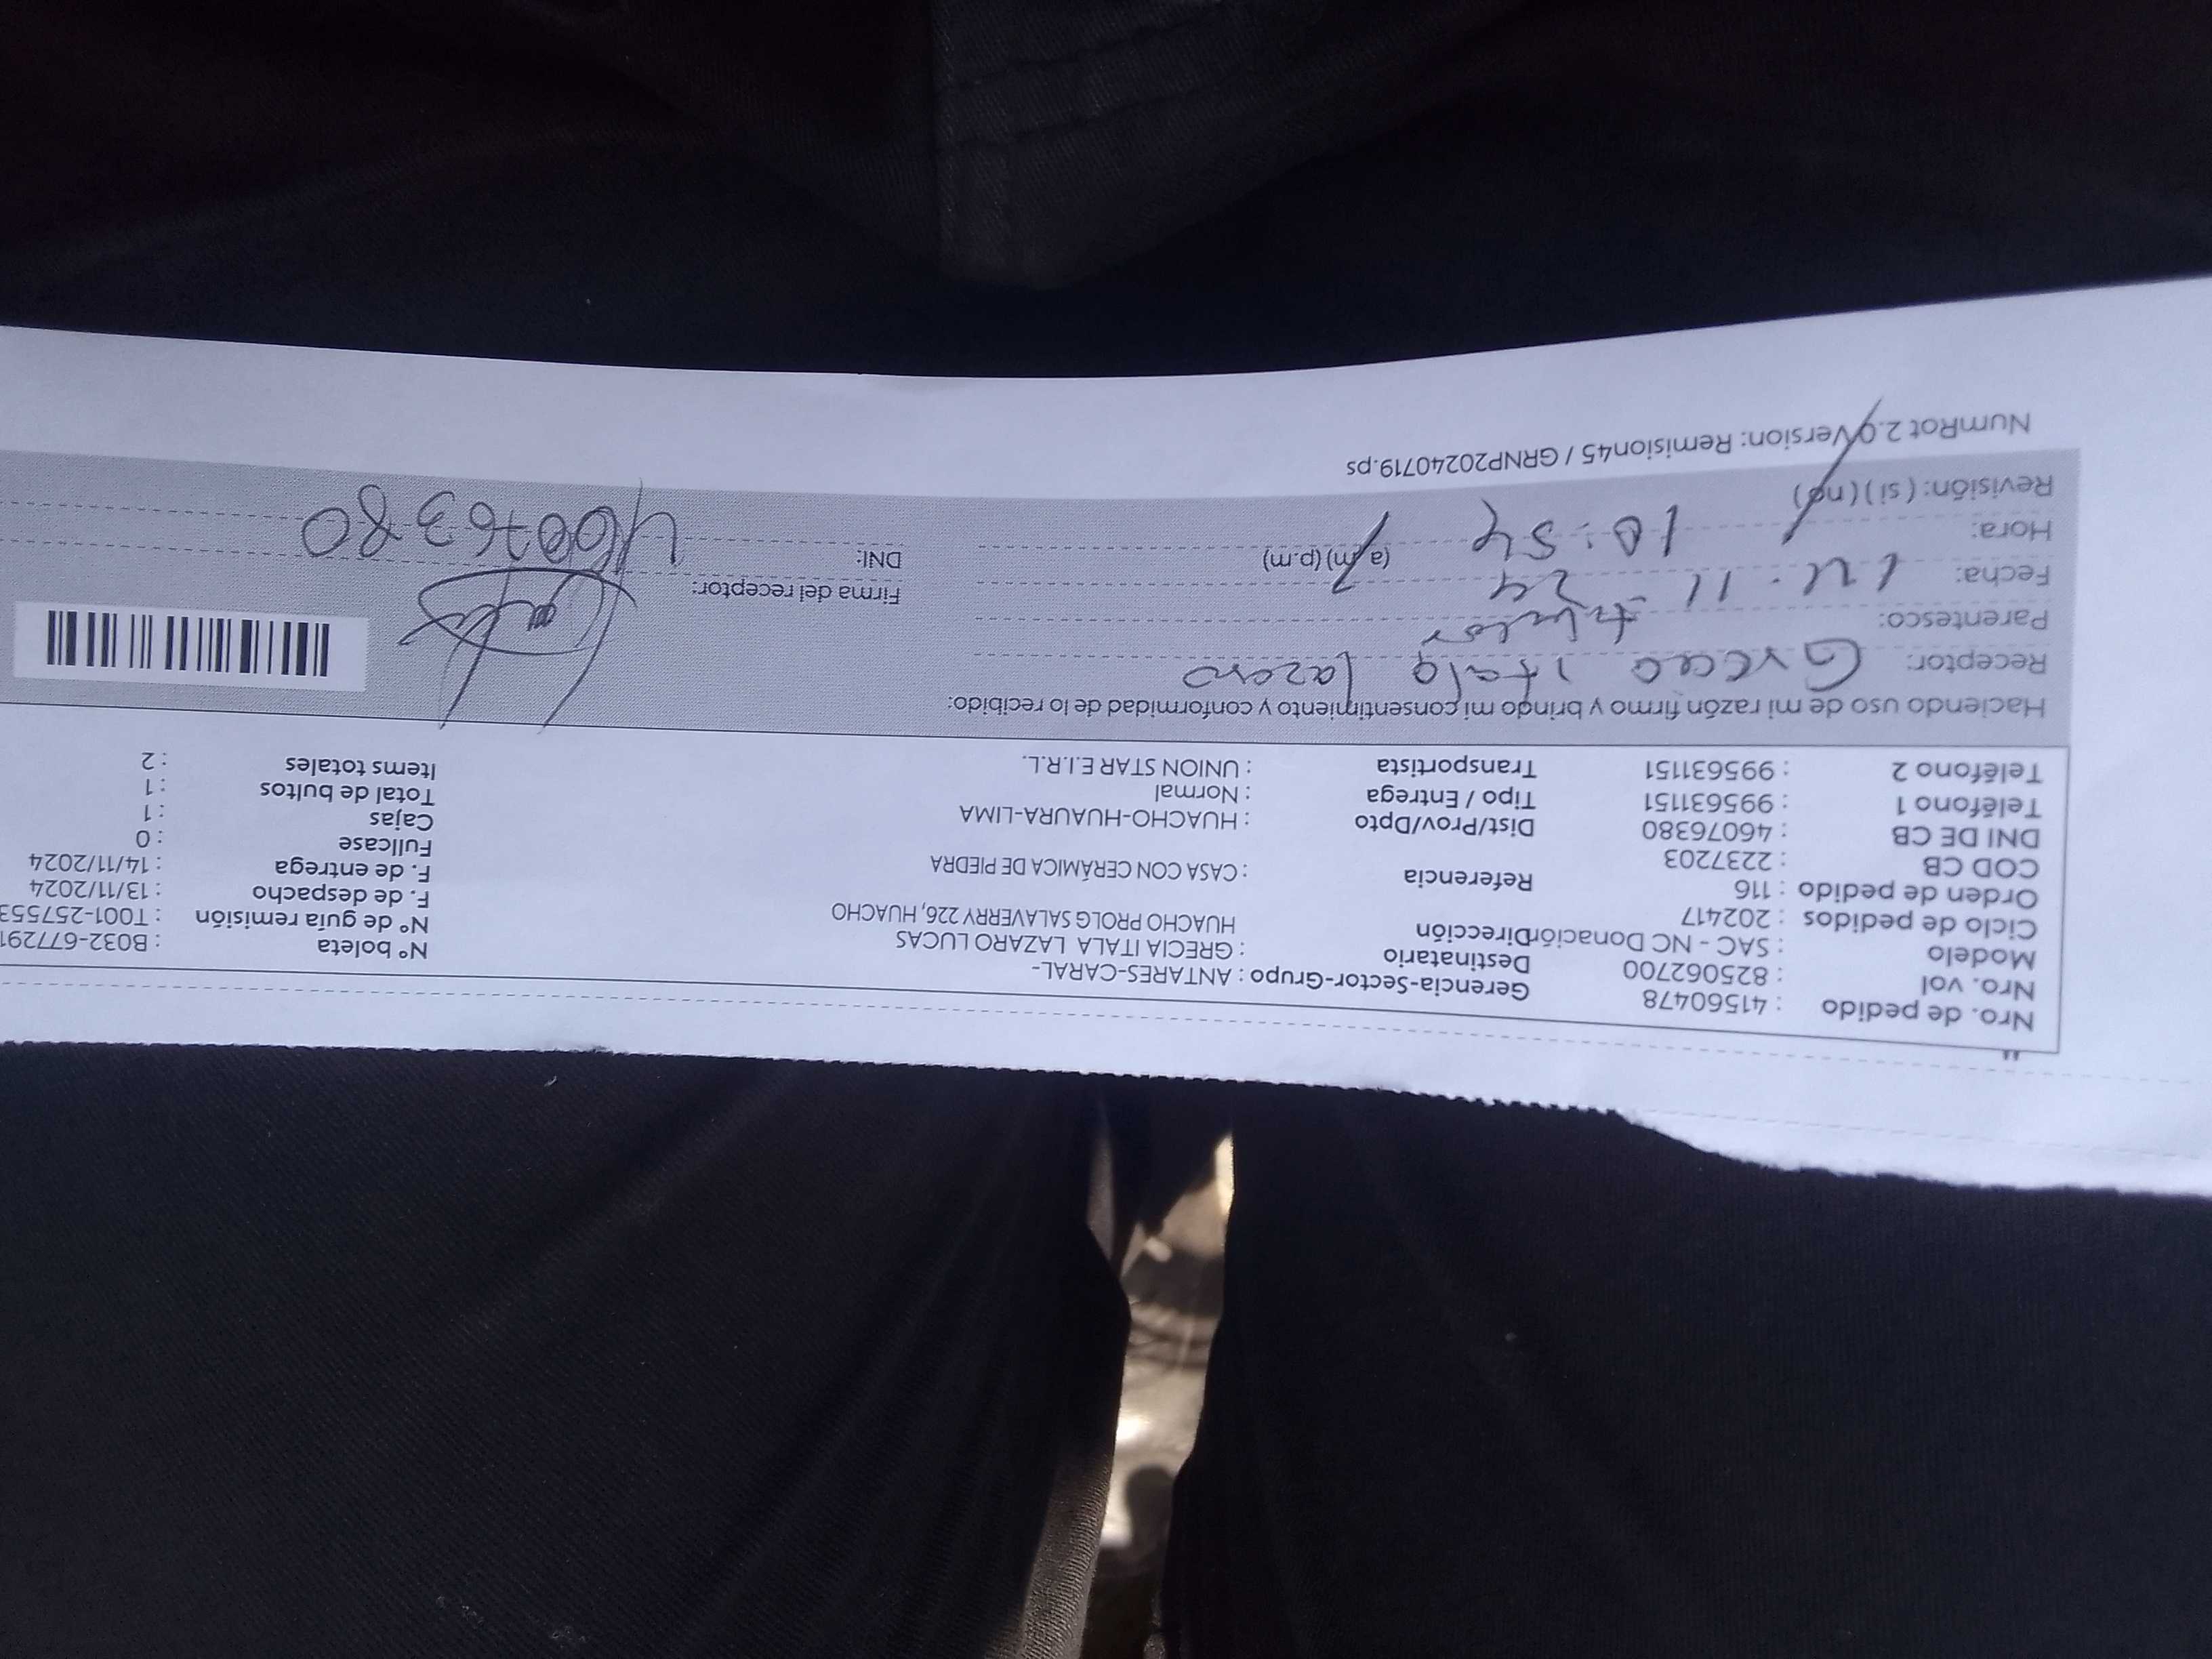 Nro. de pedido : 41560478 Gerencia-Sector-Grupo : ANTARES-CARAL- Nº boleta : B032-677291
Nro. vol : 825062700 Destinatario : GRECIA ITALA LAZARO LUCAS Nº de guía remisión : T001-257553
Modelo : SAC - NC Donación Dirección HUACHO PROLG SALAVERRY 226, HUACHO F. de despacho : 13/11/2024
Ciclo de pedidos : 202417 F. de entrega : 14/11/2024
Orden de pedido : 116 Referencia : CASA CON CERÁMICA DE PIEDRA Fullcase : 0
COD CB : 2237203 Cajas : 1
DNI DE CB : 46076380 Dist/Prov/Dpto : HUACHO-HUAURA-LIMA Total de bultos : 1
Teléfono 1 : 995631151 Tipo / Entrega : Normal Items totales : 2
Teléfono 2 : 995631151 Transportista : UNION STAR E.I.R.L.
Haciendo uso de mi razón firmo y brindo mi consentimiento y conformidad de lo recibido:
Receptor: Grecia itala lazaro
Parentesco: titular Firma del receptor:
Fecha: 14 - 11 - 24 DNI: 46076380
Hora: 10:54 (a.m) (p.m)
Revisión: (si) (no)
NumRot 2.0 Version: Remision45 / GRNP20240719.ps